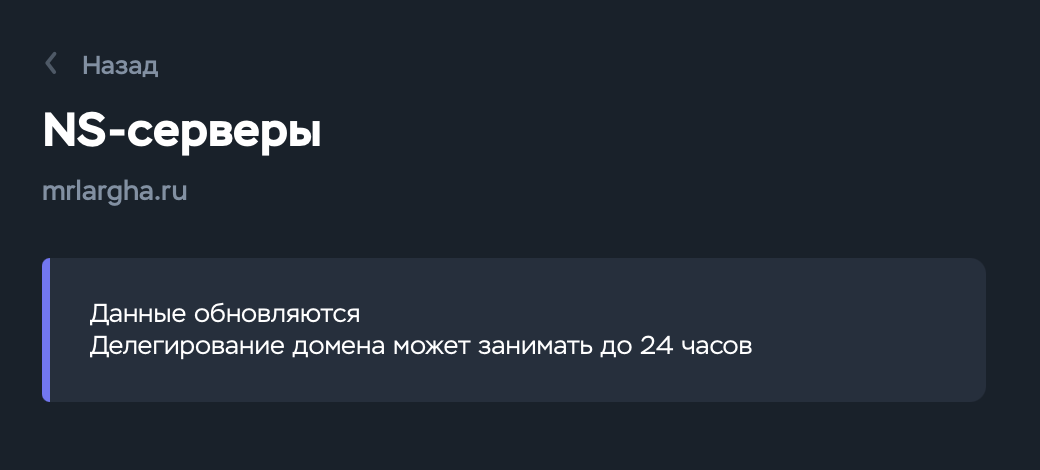 Назад
NS-серверы
mrlargha.ru
Данные обновляются
Делегирование домена может занимать до 24 часов